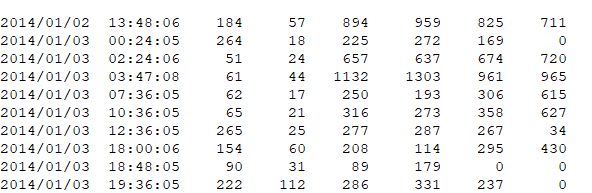 2014/01/02 13:48:06 184 57 894 959 825 711
2014/01/03 00:24:05 264 18 225 272 169 0
2014/01/03 02:24:06 51 24 657 637 674 720
2014/01/03 03:47:08 61 44 1132 1303 961 965
2014/01/03 07:36:05 62 17 250 193 306 615
2014/01/03 10:36:05 65 21 316 273 358 627
2014/01/03 12:36:05 265 25 277 287 267 34
2014/01/03 18:00:06 154 60 208 114 295 430
2014/01/03 18:48:05 90 31 89 179 0 0
2014/01/03 19:36:05 222 112 286 331 237 0